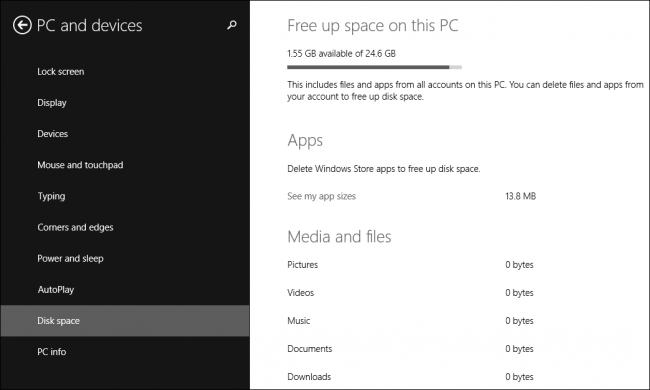 PC and devices
Lock screen
Display
Devices
Mouse and touchpad
Typing
Corners and edges
Power and sleep
AutoPlay
Disk space
PC info
Free up space on this PC
1.55 GB available of 24.6 GB
This includes files and apps from all accounts on this PC. You can delete files and apps from
your account to free up disk space.
Apps
Delete Windows Store apps to free up disk space.
See my app sizes 13.8 MB
Media and files
Pictures 0 bytes
Videos 0 bytes
Music 0 bytes
Documents 0 bytes
Downloads 0 bytes